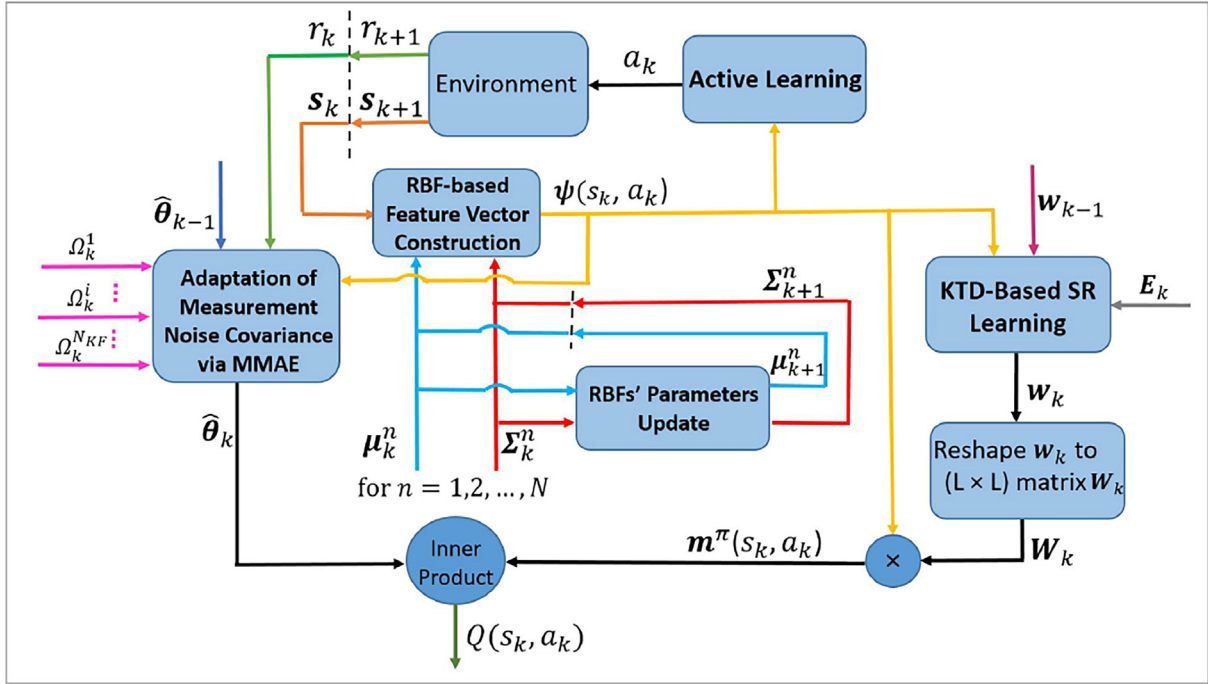 r_k r_{k+1}
Environment
a_k
Active Learning
s_k s_{k+1}
RBF-based
Feature Vector
Construction
ψ(s_k, a_k)
θ̂_{k-1}
w_{k-1}
Ω_k^1
Ω_k^i ⋮
Ω_k^{N_{KF}} ⋮
Adaptation of
Measurement
Noise Covariance
via MMAE
Σ_{k+1}^n
KTD-Based SR
Learning
E_k
μ_{k+1}^n
RBFs' Parameters
Update
w_k
θ̂_k
μ_k^n
Σ_k^n
for n = 1,2, …, N
Reshape w_k to
(L × L) matrix W_k
Inner
Product
m^π(s_k, a_k)
×
W_k
Q(s_k, a_k)